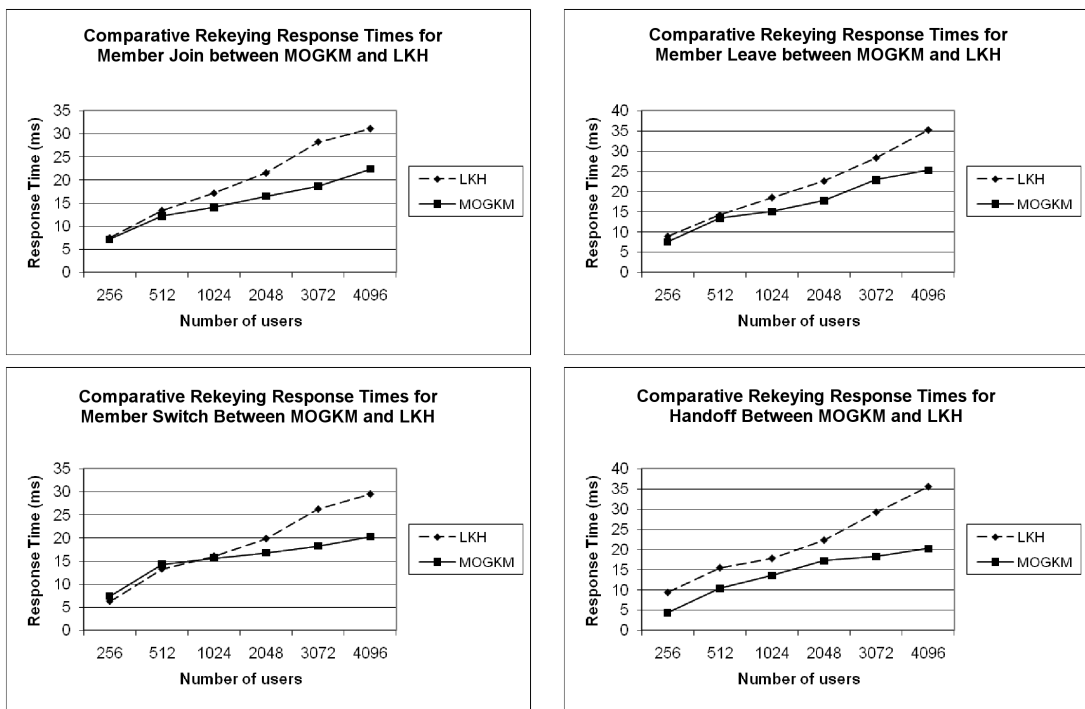 Comparative Rekeying Response Times for
Member Join between MOGKM and LKH
Response Time (ms)
35
30
25
20
15
10
5
0
256 512 1024 2048 3072 4096
Number of users
LKH
MOGKM
Comparative Rekeying Response Times for
Member Leave between MOGKM and LKH
Response Time (ms)
40
35
30
25
20
15
10
5
0
256 512 1024 2048 3072 4096
Number of users
LKH
MOGKM
Comparative Rekeying Response Times for
Member Switch Between MOGKM and LKH
Response Time (ms)
35
30
25
20
15
10
5
0
256 512 1024 2048 3072 4096
Number of users
LKH
MOGKM
Comparative Rekeying Response Times for
Handoff Between MOGKM and LKH
Response Time (ms)
40
35
30
25
20
15
10
5
0
256 512 1024 2048 3072 4096
Number of users
LKH
MOGKM